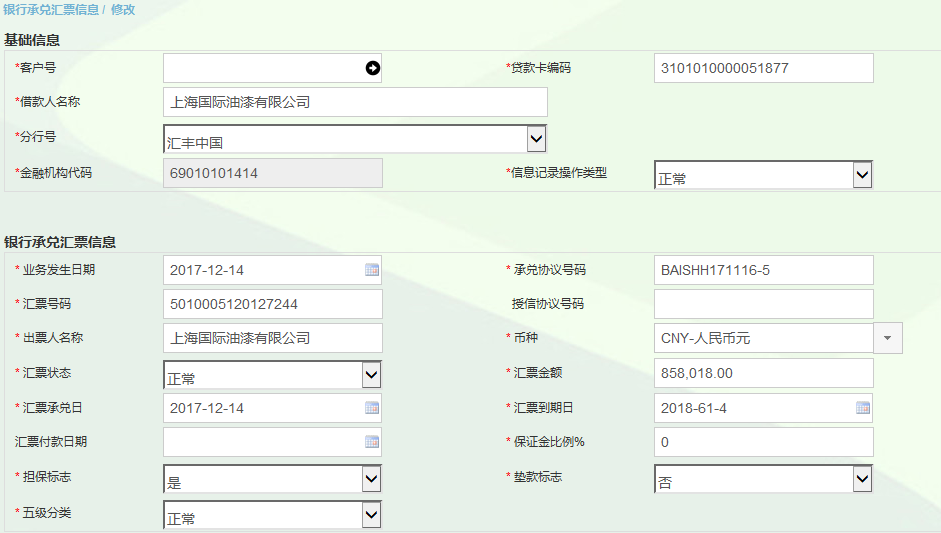 银行承兑汇票信息 / 修改
基础信息
*客户号 *贷款卡编码 3101010000051877
*借款人名称 上海国际油漆有限公司
*分行号 汇丰中国
*金融机构代码 69010101414 *信息记录操作类型 正常
银行承兑汇票信息
* 业务发生日期 2017-12-14 * 承兑协议号码 BAISHH171116-5
* 汇票号码 5010005120127244 授信协议号码
* 出票人名称 上海国际油漆有限公司 * 币种 CNY-人民币元
* 汇票状态 正常 * 汇票金额 858,018.00
* 汇票承兑日 2017-12-14 * 汇票到期日 2018-61-4
汇票付款日期 * 保证金比例% 0
* 担保标志 是 * 垫款标志 否
* 五级分类 正常